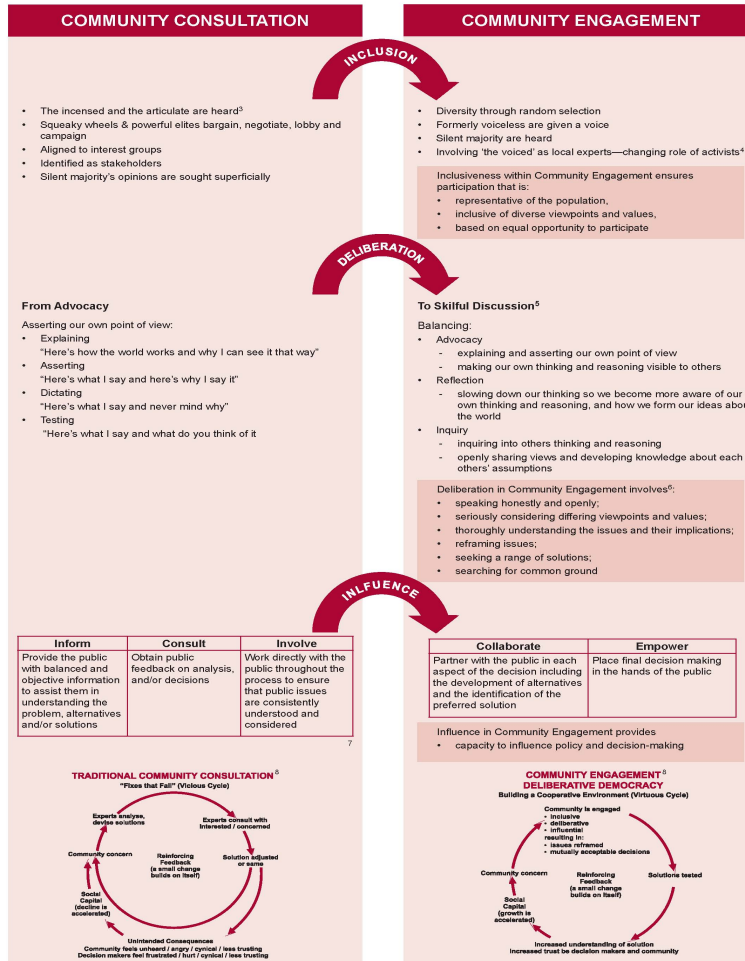 COMMUNITY CONSULTATION
COMMUNITY ENGAGEMENT
INCLUSION
• The incensed and the articulate are heard3
• Squeaky wheels & powerful elites bargain, negotiate, lobby and
campaign
• Aligned to interest groups
• Identified as stakeholders
• Silent majority's opinions are sought superficially
• Diversity through random selection
• Formerly voiceless are given a voice
• Silent majority are heard
• Involving 'the voiced' as local experts—changing role of activists4
Inclusiveness within Community Engagement ensures
participation that is:
• representative of the population,
• inclusive of diverse viewpoints and values,
• based on equal opportunity to participate
DELIBERATION
From Advocacy
Asserting our own point of view:
• Explaining
"Here's how the world works and why I can see it that way"
• Asserting
"Here's what I say and here's why I say it"
• Dictating
"Here's what I say and never mind why"
• Testing
"Here's what I say and what do you think of it
To Skilful Discussion5
Balancing:
• Advocacy
- explaining and asserting our own point of view
- making our own thinking and reasoning visible to others
• Reflection
- slowing down our thinking so we become more aware of our
own thinking and reasoning, and how we form our ideas abou
the world
• Inquiry
- inquiring into others thinking and reasoning
- openly sharing views and developing knowledge about each
others' assumptions
Deliberation in Community Engagement involves6:
• speaking honestly and openly;
• seriously considering differing viewpoints and values;
• thoroughly understanding the issues and their implications;
• reframing issues;
• seeking a range of solutions;
• searching for common ground
INLFUENCE
Inform
Provide the public
with balanced and
objective information
to assist them in
understanding the
problem, alternatives
and/or solutions
Consult
Obtain public
feedback on analysis,
and/or decisions
Involve
Work directly with the
public throughout the
process to ensure
that public issues
are consistently
understood and
considered
7
Collaborate
Partner with the public in each
aspect of the decision including
the development of alternatives
and the identification of the
preferred solution
Empower
Place final decision making
in the hands of the public
Influence in Community Engagement provides
• capacity to influence policy and decision-making
TRADITIONAL COMMUNITY CONSULTATION8
"Fixes that Fail" (Vicious Cycle)
Experts analyse,
devise solutions
Experts consult with
interested / concerned
Community concern
Reinforcing
Feedback
(a small change
builds on itself)
Solution adjusted
or same
Social
Capital
(decline is
accelerated)
Unintended Consequences
Community feels unheard / angry / cynical / less trusting
Decision makers feel frustrated / hurt / cynical / less trusting
COMMUNITY ENGAGEMENT8
DELIBERATIVE DEMOCRACY
Building a Cooperative Environment (Virtuous Cycle)
Community is engaged
• inclusive
• deliberative
• influential
resulting in:
• issues reframed
• mutually acceptable decisions
Community concern
Reinforcing
Feedback
(a small change
builds on itself)
Solutions tested
Social
Capital
(growth is
accelerated)
Increased understanding of solution
Increased trust be decision makers and community